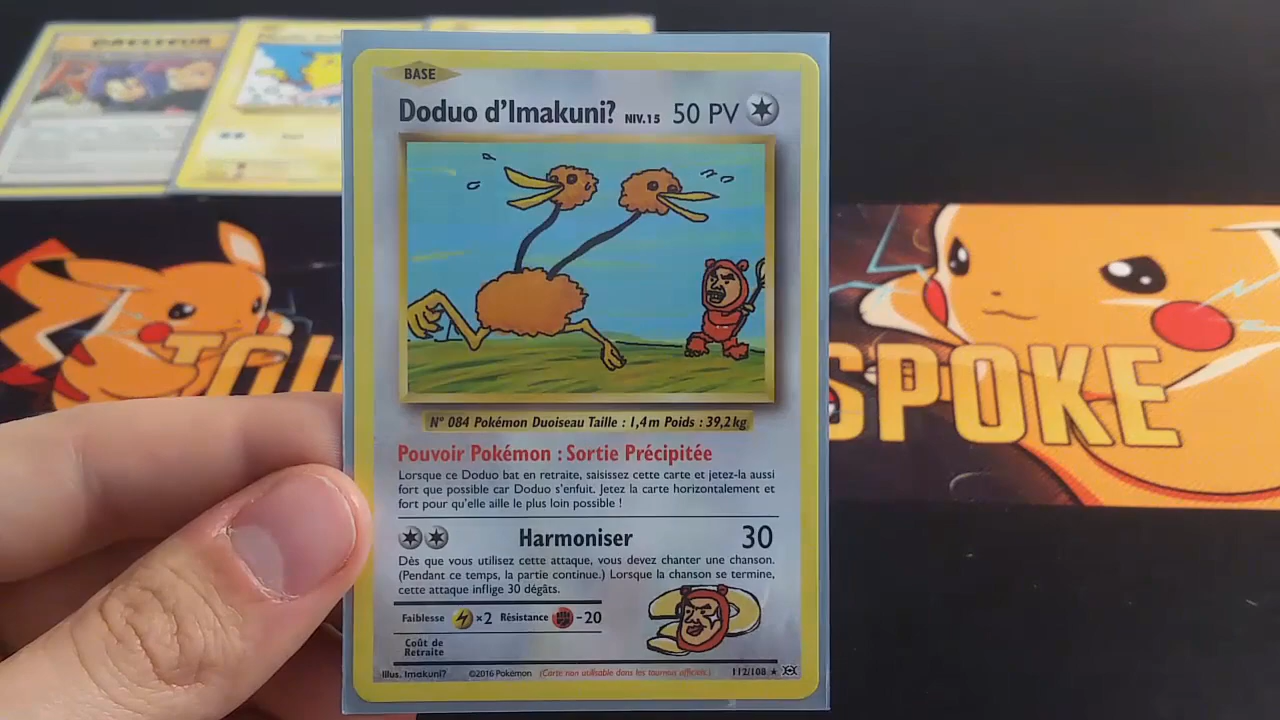 BASE
Doduo d'Imakuni? NIV.15 50 PV
N° 084 Pokémon Duoiseau Taille : 1,4m Poids : 39,2kg
Pouvoir Pokémon : Sortie Précipitée
Lorsque ce Doduo bat en retraite, saisissez cette carte et jetez-la aussi
fort que possible car Doduo s'enfuit. Jetez la carte horizontalement et
fort pour qu'elle aille le plus loin possible !
Harmoniser 30
Dès que vous utilisez cette attaque, vous devez chanter une chanson.
(Pendant ce temps, la partie continue.) Lorsque la chanson se termine,
cette attaque inflige 30 dégâts.
Faiblesse ×2 Résistance -20
Coût de
Retraite
Illus. Imakuni? ©2016 Pokémon (Carte non utilisable dans les tournois officiels.) 112/108 ★
SPOKE